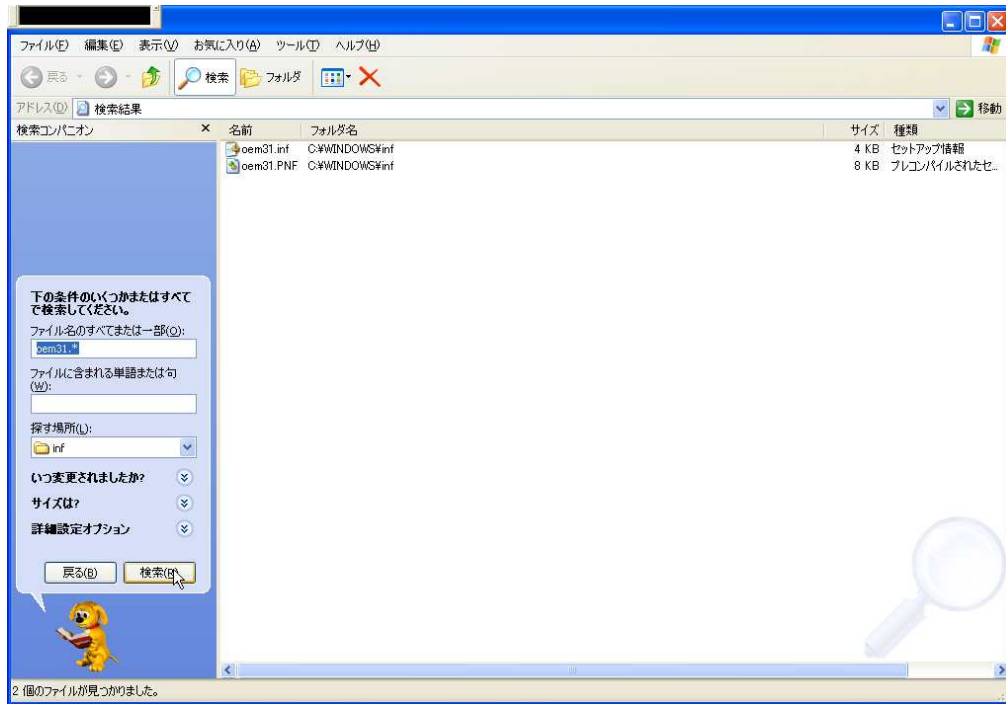 ファイル(F) 編集(E) 表示(V) お気に入り(A) ツール(T) ヘルプ(H)
戻る 検索 フォルダ
アドレス(D) 検索結果 移動
検索コンパニオン × 名前 フォルダ名 サイズ 種類
oem31.inf C:¥WINDOWS¥inf 4 KB セットアップ情報
oem31.PNF C:¥WINDOWS¥inf 8 KB プレコンパイルされたセ...
下の条件のいくつかまたはすべて
で検索してください。
ファイル名のすべてまたは一部(O):
oem31.*
ファイルに含まれる単語または句
(W):
探す場所(L):
inf
いつ変更されましたか?
サイズは?
詳細設定オプション
戻る(B) 検索(R)
2 個のファイルが見つかりました。